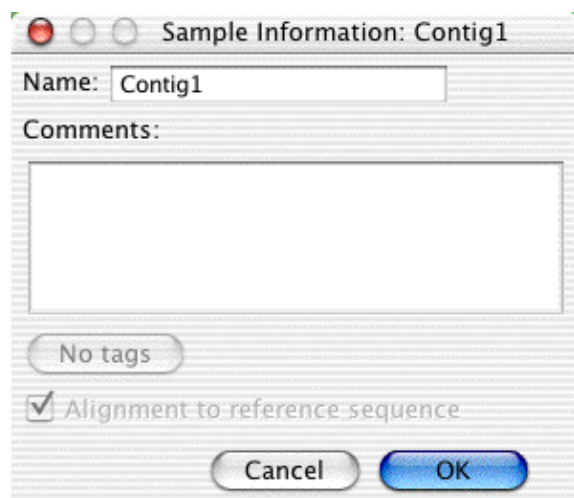 Sample Information: Contig1
Name: Contig1
Comments:
No tags
Alignment to reference sequence
Cancel OK